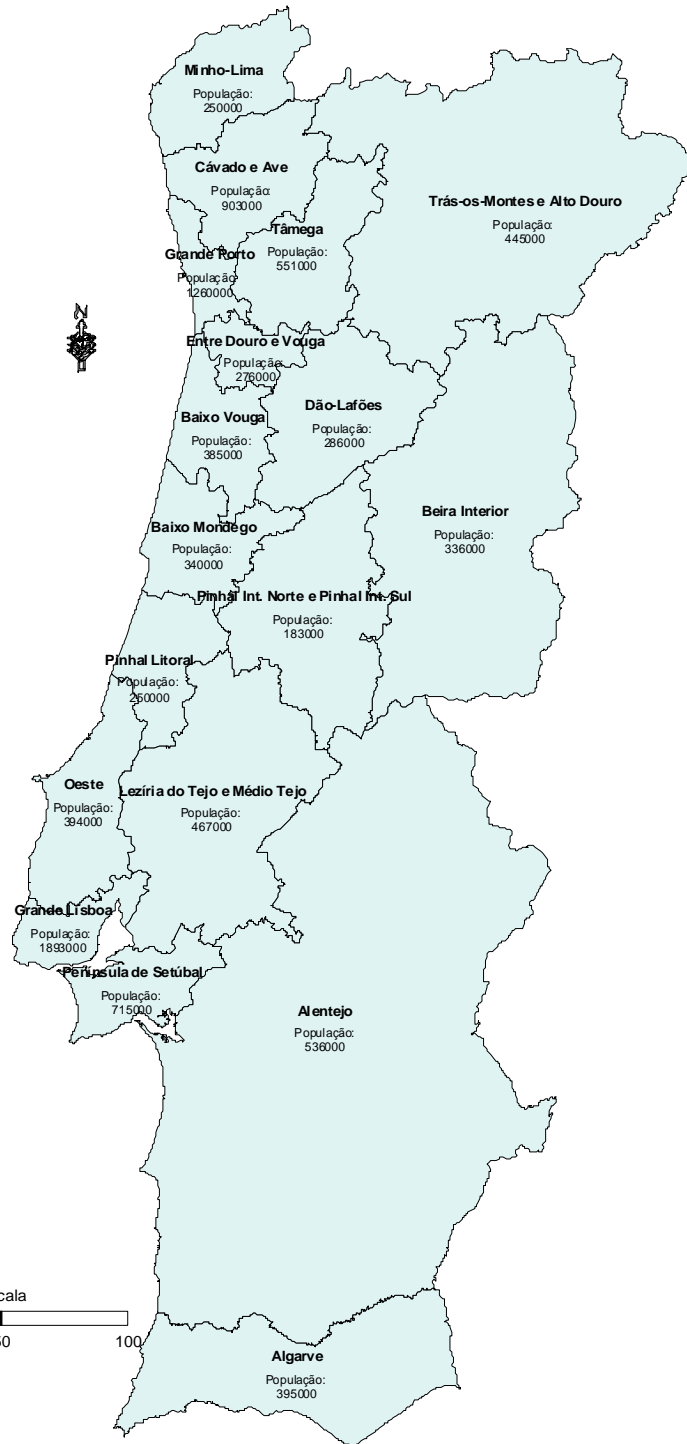 Minho-Lima
População:
250000
Cávado e Ave
População:
903000
Trás-os-Montes e Alto Douro
População:
445000
Tâmega
População:
551000
Grande Porto
População:
1260000
N
Entre Douro e Vouga
População:
276000
Dão-Lafões
População:
286000
Baixo Vouga
População:
385000
Beira Interior
População:
336000
Baixo Mondego
População:
340000
Pinhal Int. Norte e Pinhal Int. Sul
População:
183000
Pinhal Litoral
População:
250000
Oeste
População:
394000
Lezíria do Tejo e Médio Tejo
População:
467000
Grande Lisboa
População:
1893000
Península de Setúbal
População:
715000
Alentejo
População:
536000
cala
0 100
Algarve
População:
395000